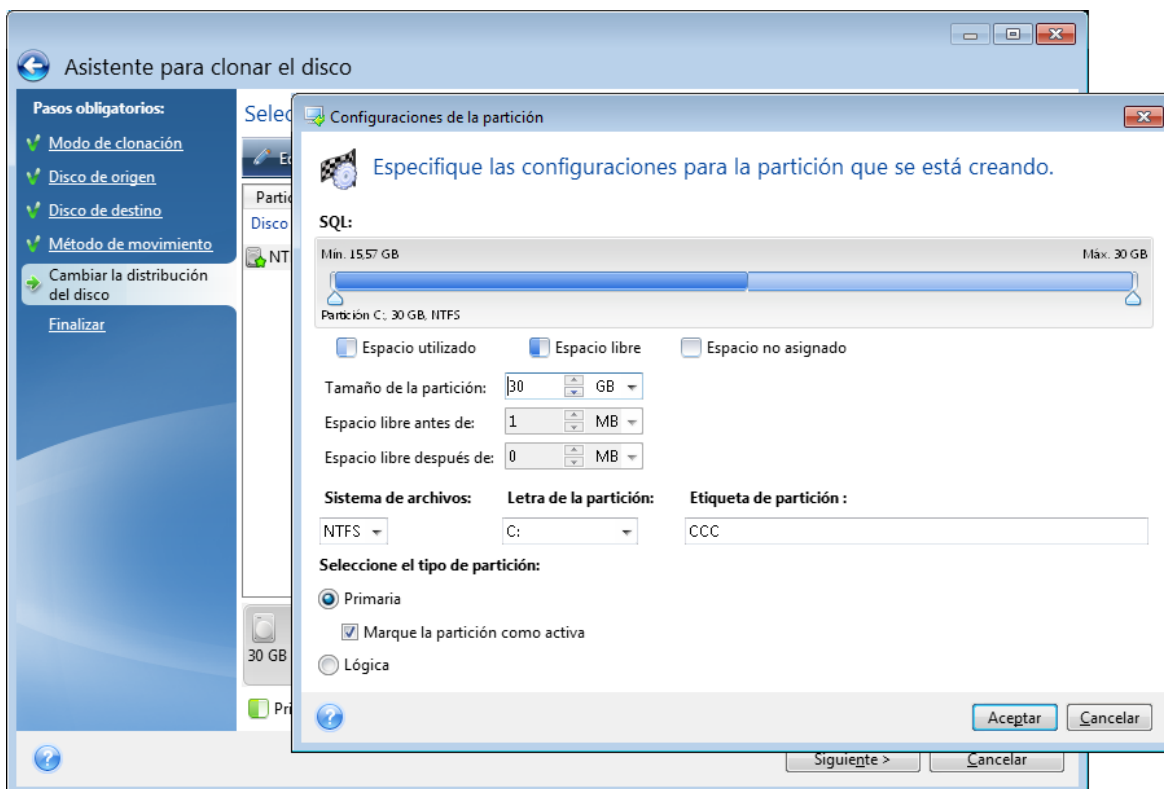 Asistente para clonar el disco
Pasos obligatorios:
Modo de clonación
Disco de origen
Disco de destino
Método de movimiento
Cambiar la distribución
del disco
Finalizar
Disco
30 GB
Configuraciones de la partición
Especifique las configuraciones para la partición que se está creando.
SQL:
Mín. 15,57 GB Máx. 30 GB
Partición C:, 30 GB, NTFS
Espacio utilizado Espacio libre Espacio no asignado
Tamaño de la partición: 30 GB
Espacio libre antes de: 1 MB
Espacio libre después de: 0 MB
Sistema de archivos: Letra de la partición: Etiqueta de partición :
NTFS C: CCC
Seleccione el tipo de partición:
Primaria
Marque la partición como activa
Lógica
Aceptar Cancelar
Siguiente > Cancelar